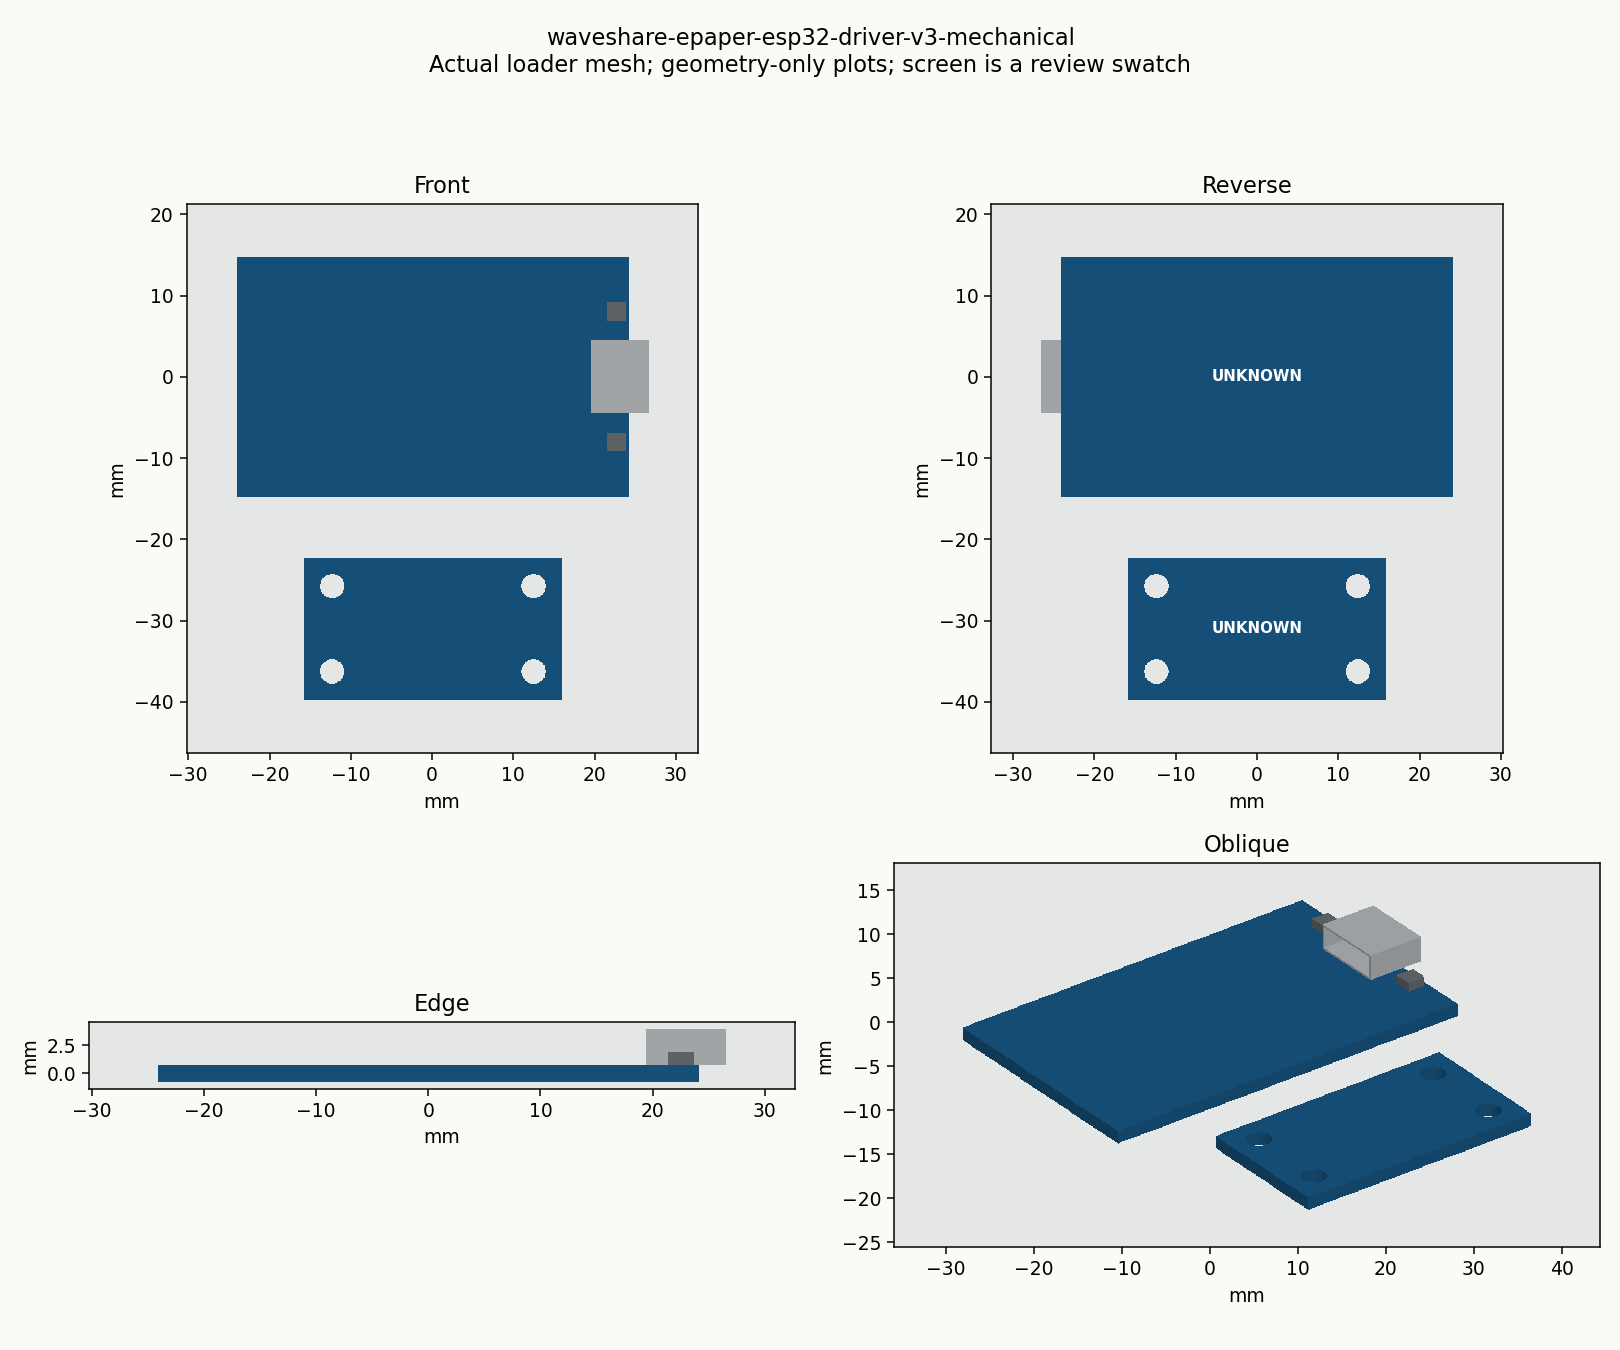 waveshare-epaper-esp32-driver-v3-mechanical
Actual loader mesh; geometry-only plots; screen is a review swatch
Front
20
10
0
−10
−20
−30
−40
mm
−30 −20 −10 0 10 20 30
mm
Reverse
20
10
0
−10
−20
−30
−40
mm
UNKNOWN
UNKNOWN
−30 −20 −10 0 10 20 30
mm
Edge
2.5
0.0
mm
−30 −20 −10 0 10 20 30
mm
Oblique
15
10
5
0
−5
−10
−15
−20
−25
mm
−30 −20 −10 0 10 20 30 40
mm